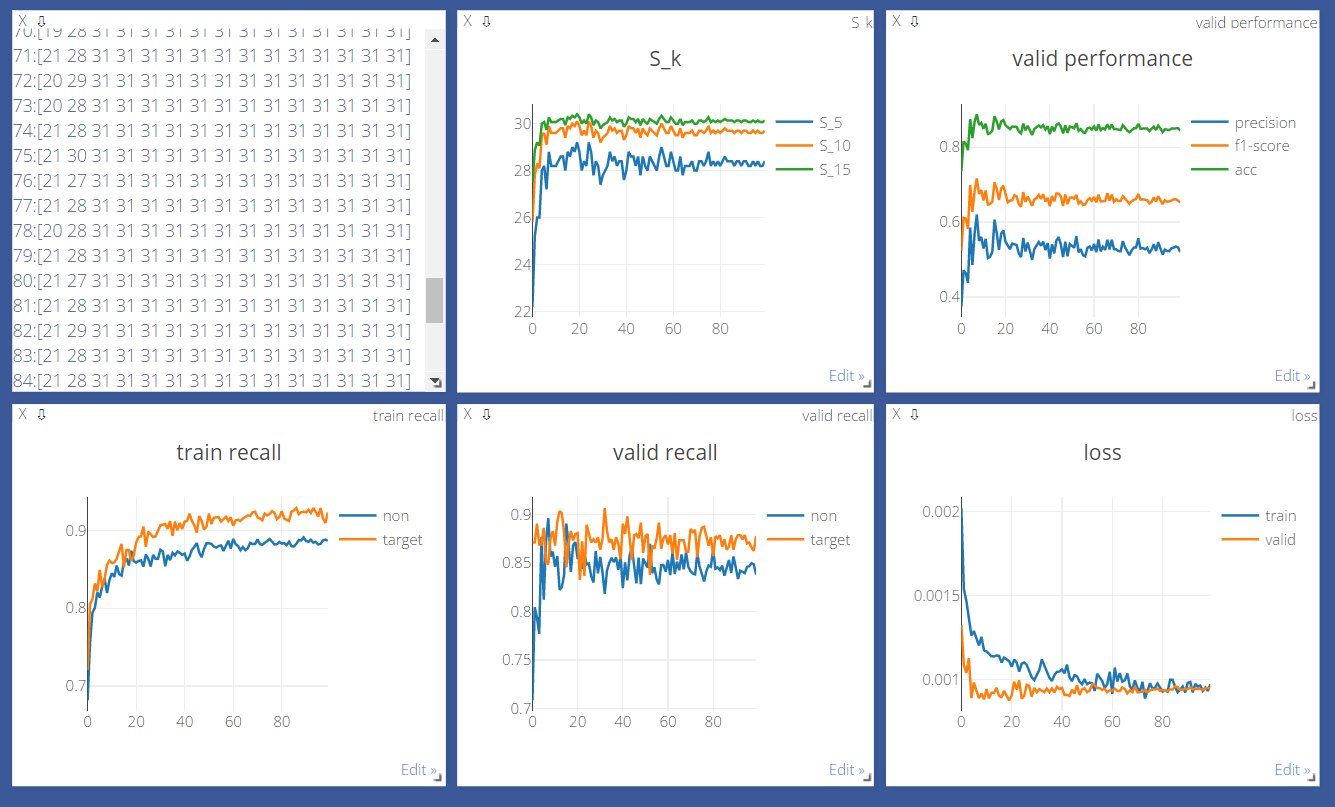 X ⇩
70:[19 28 31 31 31 31 31 31 31 31 31 31 31 31 31]
71:[21 28 31 31 31 31 31 31 31 31 31 31 31 31 31]
72:[20 29 31 31 31 31 31 31 31 31 31 31 31 31 31]
73:[20 28 31 31 31 31 31 31 31 31 31 31 31 31 31]
74:[21 28 31 31 31 31 31 31 31 31 31 31 31 31 31]
75:[21 30 31 31 31 31 31 31 31 31 31 31 31 31 31]
76:[21 27 31 31 31 31 31 31 31 31 31 31 31 31 31]
77:[21 28 31 31 31 31 31 31 31 31 31 31 31 31 31]
78:[20 28 31 31 31 31 31 31 31 31 31 31 31 31 31]
79:[21 28 31 31 31 31 31 31 31 31 31 31 31 31 31]
80:[21 27 31 31 31 31 31 31 31 31 31 31 31 31 31]
81:[21 28 31 31 31 31 31 31 31 31 31 31 31 31 31]
82:[21 29 31 31 31 31 31 31 31 31 31 31 31 31 31]
83:[21 28 31 31 31 31 31 31 31 31 31 31 31 31 31]
84:[21 28 31 31 31 31 31 31 31 31 31 31 31 31 31]
X ⇩ S_k
S_k
30
28
26
24
22
0 20 40 60 80
S_5
S_10
S_15
Edit »
X ⇩ valid performance
valid performance
0.8
0.6
0.4
0 20 40 60 80
precision
f1-score
acc
Edit »
X ⇩ train recall
train recall
0.9
0.8
0.7
0 20 40 60 80
non
target
Edit »
X ⇩ valid recall
valid recall
0.9
0.85
0.8
0.75
0.7
0 20 40 60 80
non
target
Edit »
X ⇩ loss
loss
0.002
0.0015
0.001
0 20 40 60 80
train
valid
Edit »